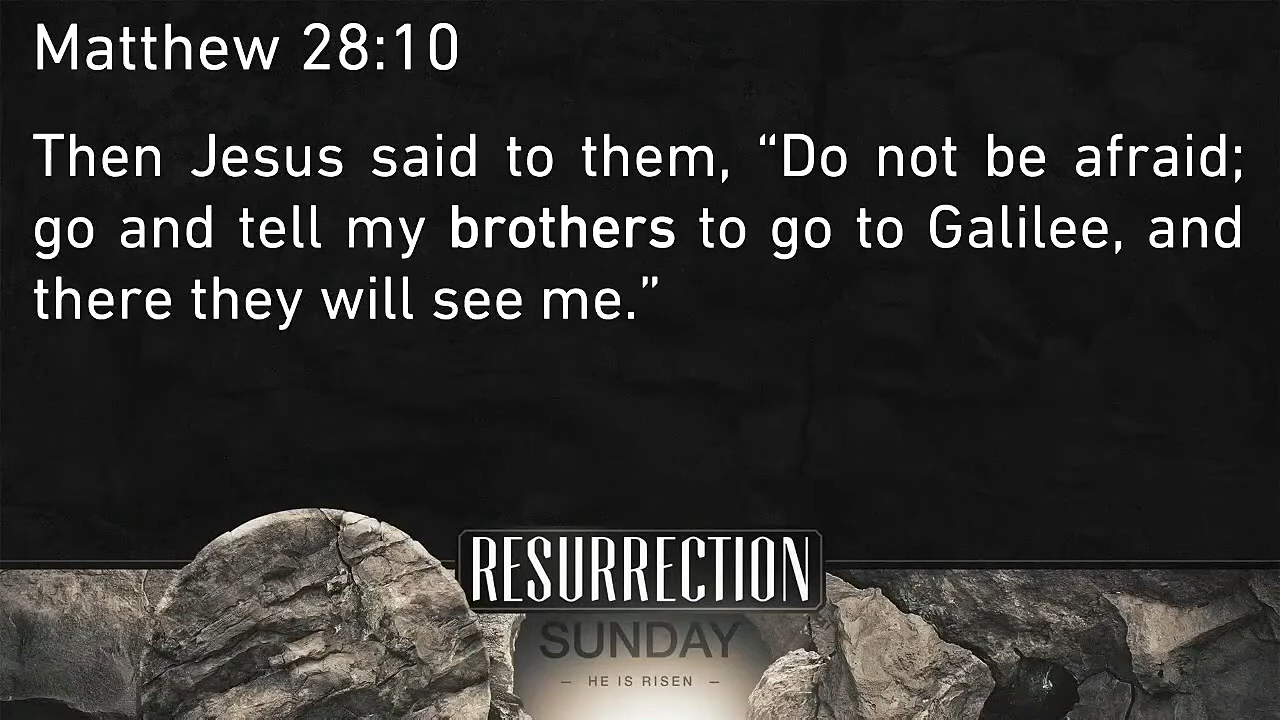 Matthew 28:10
Then Jesus said to them, “Do not be afraid;
go and tell my brothers to go to Galilee, and
there they will see me.”
RESURRECTION
SUNDAY
– HE IS RISEN –